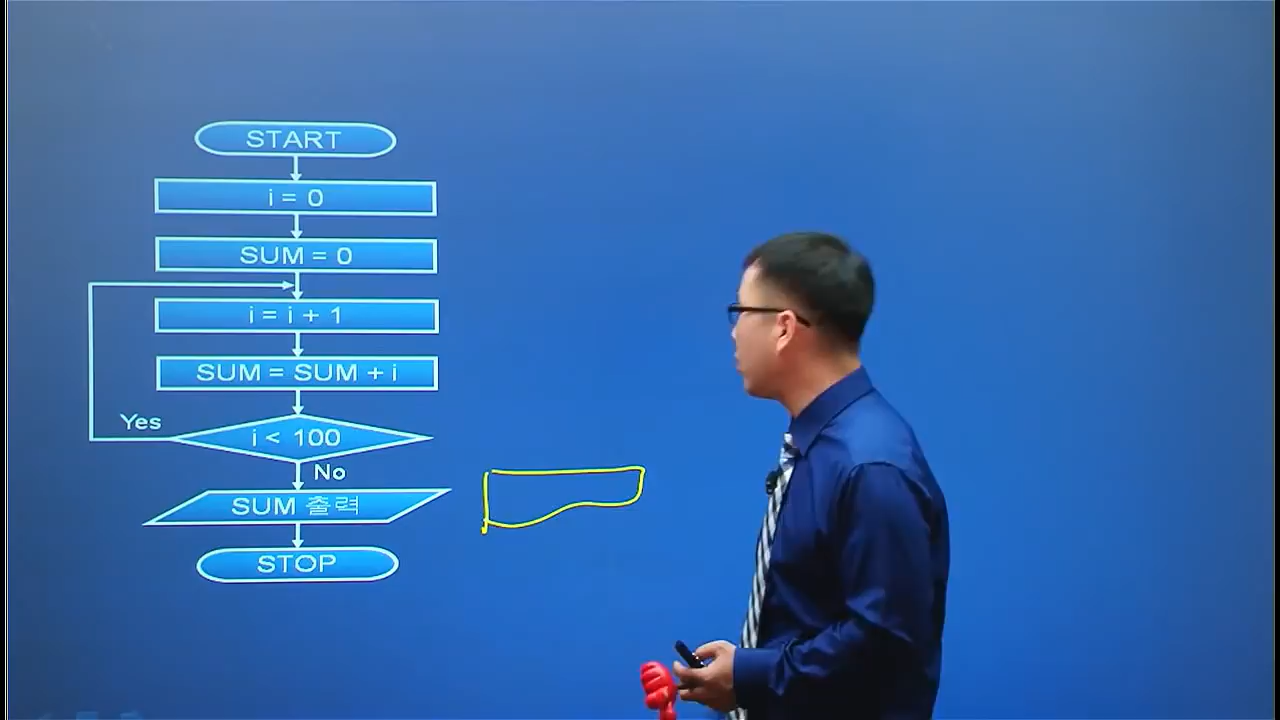 START
i = 0
SUM = 0
i = i + 1
SUM = SUM + i
Yes
i < 100
No
SUM 출력
STOP